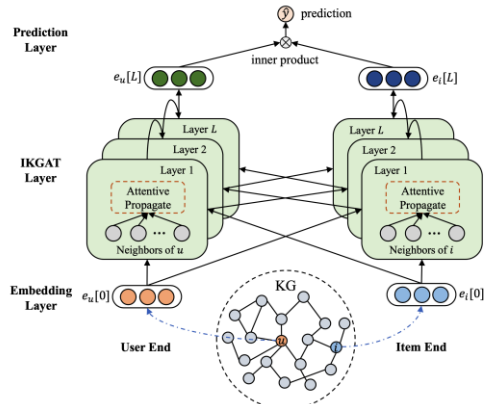 Prediction
Layer
ŷ prediction
inner product
e_u[L]
e_i[L]
IKGAT
Layer
Layer L
Layer 2
Layer 1
Attentive
Propagate
...
Neighbors of u
Layer L
Layer 2
Layer 1
Attentive
Propagate
...
Neighbors of i
Embedding
Layer
e_u[0]
e_i[0]
KG
u
i
User End
Item End